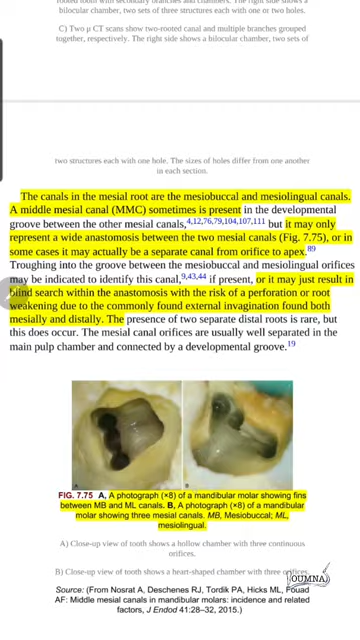 rooted tooth with secondary branches and chambers. The right side shows a
bilocular chamber, two sets of three structures each with one or two holes.
C) Two µ CT scans show two-rooted canal and multiple branches grouped
together, respectively. The right side shows a bilocular chamber, two sets of
two structures each with one hole. The sizes of holes differ from one another
in each section.
The canals in the mesial root are the mesiobuccal and mesiolingual canals.
A middle mesial canal (MMC) sometimes is present in the developmental
groove between the other mesial canals,4,12,76,79,104,107,111 but it may only
represent a wide anastomosis between the two mesial canals (Fig. 7.75), or in
some cases it may actually be a separate canal from orifice to apex.89
Troughing into the groove between the mesiobuccal and mesiolingual orifices
may be indicated to identify this canal,9,43,44 if present, or it may just result in
blind search within the anastomosis with the risk of a perforation or root
weakening due to the commonly found external invagination found both
mesially and distally. The presence of two separate distal roots is rare, but
this does occur. The mesial canal orifices are usually well separated in the
main pulp chamber and connected by a developmental groove.19
A
B
FIG. 7.75 A, A photograph (×8) of a mandibular molar showing fins
between MB and ML canals. B, A photograph (×8) of a mandibular
molar showing three mesial canals. MB, Mesiobuccal; ML,
mesiolingual.
A) Close-up view of tooth shows a hollow chamber with three continuous
orifices.
B) Close-up view of tooth shows a heart-shaped chamber with three orifices.
OUMNA
Source: (From Nosrat A, Deschenes RJ, Tordik PA, Hicks ML, Fouad
AF: Middle mesial canals in mandibular molars: incidence and related
factors, J Endod 41:28–32, 2015.)